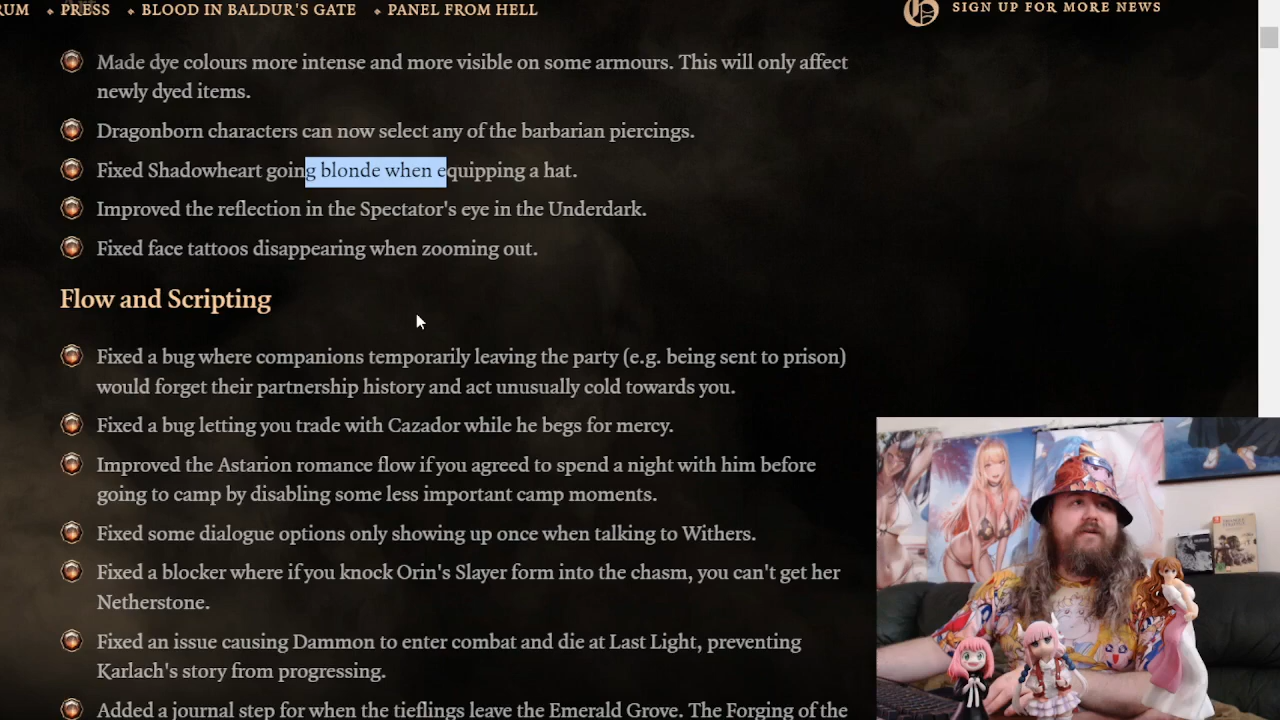 RUM PRESS BLOOD IN BALDUR'S GATE PANEL FROM HELL SIGN UP FOR MORE NEWS
Made dye colours more intense and more visible on some armours. This will only affect
newly dyed items.
Dragonborn characters can now select any of the barbarian piercings.
Fixed Shadowheart going blonde when equipping a hat.
Improved the reflection in the Spectator's eye in the Underdark.
Fixed face tattoos disappearing when zooming out.
Flow and Scripting
Fixed a bug where companions temporarily leaving the party (e.g. being sent to prison)
would forget their partnership history and act unusually cold towards you.
Fixed a bug letting you trade with Cazador while he begs for mercy.
Improved the Astarion romance flow if you agreed to spend a night with him before
going to camp by disabling some less important camp moments.
Fixed some dialogue options only showing up once when talking to Withers.
Fixed a blocker where if you knock Orin's Slayer form into the chasm, you can't get her
Netherstone.
Fixed an issue causing Dammon to enter combat and die at Last Light, preventing
Karlach's story from progressing.
Added a journal step for when the tieflings leave the Emerald Grove. The Forging of the